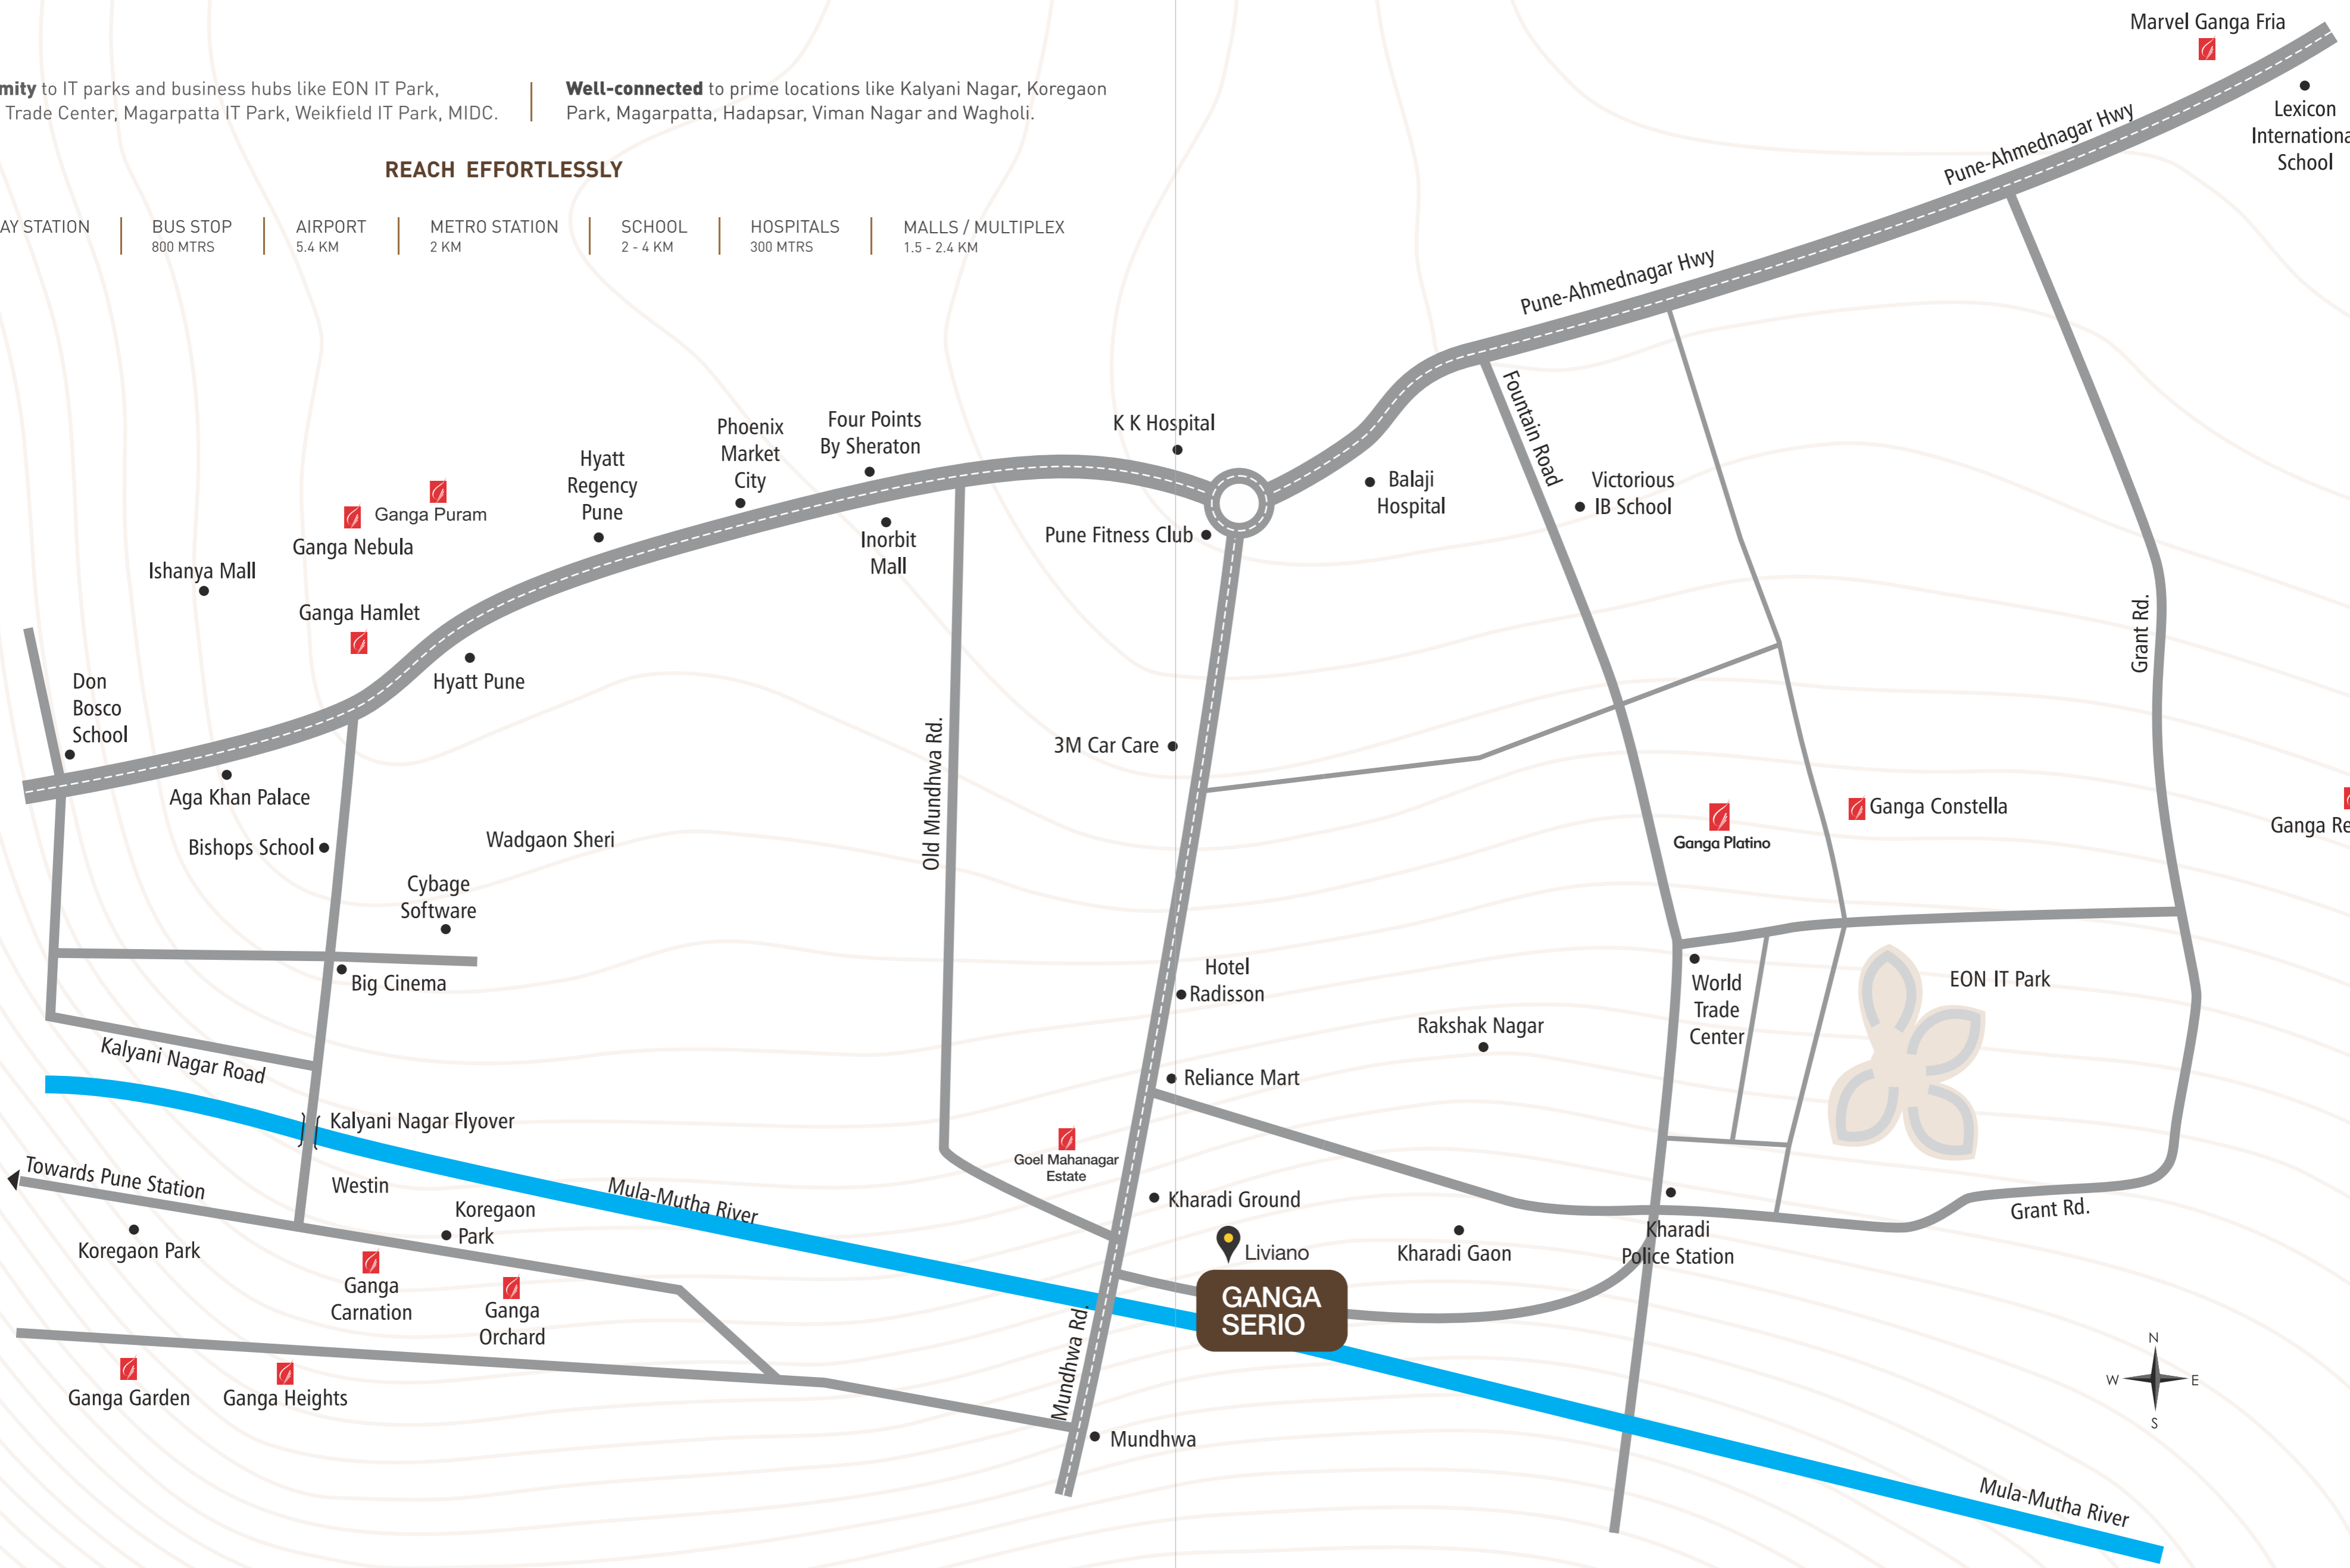 mity to IT parks and business hubs like EON IT Park,
Trade Center, Magarpatta IT Park, Weikfield IT Park, MIDC.
Well-connected to prime locations like Kalyani Nagar, Koregaon
Park, Magarpatta, Hadapsar, Viman Nagar and Wagholi.
REACH EFFORTLESSLY
AY STATION
BUS STOP
800 MTRS
AIRPORT
5.4 KM
METRO STATION
2 KM
SCHOOL
2 - 4 KM
HOSPITALS
300 MTRS
MALLS / MULTIPLEX
1.5 - 2.4 KM
Marvel Ganga Fria
Lexicon
Internationa
School
Pune-Ahmednagar Hwy
Pune-Ahmednagar Hwy
Fountain Road
Victorious
IB School
Balaji
Hospital
K K Hospital
Pune Fitness Club
Four Points
By Sheraton
Inorbit
Mall
Phoenix
Market
City
Hyatt
Regency
Pune
Ganga Puram
Ganga Nebula
Ishanya Mall
Ganga Hamlet
Hyatt Pune
Don
Bosco
School
Aga Khan Palace
Bishops School
Wadgaon Sheri
Cybage
Software
Big Cinema
Old Mundhwa Rd.
3M Car Care
Grant Rd.
Ganga Platino
Ganga Constella
Ganga Re
Hotel
Radisson
World
Trade
Center
EON IT Park
Rakshak Nagar
Reliance Mart
Kalyani Nagar Road
Kalyani Nagar Flyover
Towards Pune Station
Westin
Koregaon
Park
Koregaon Park
Mula-Mutha River
Goel Mahanagar
Estate
Kharadi Ground
Liviano
GANGA
SERIO
Kharadi Gaon
Kharadi
Police Station
Grant Rd.
Ganga
Carnation
Ganga
Orchard
Ganga Garden
Ganga Heights
Mundhwa Rd.
Mundhwa
Mula-Mutha River
N
W
E
S